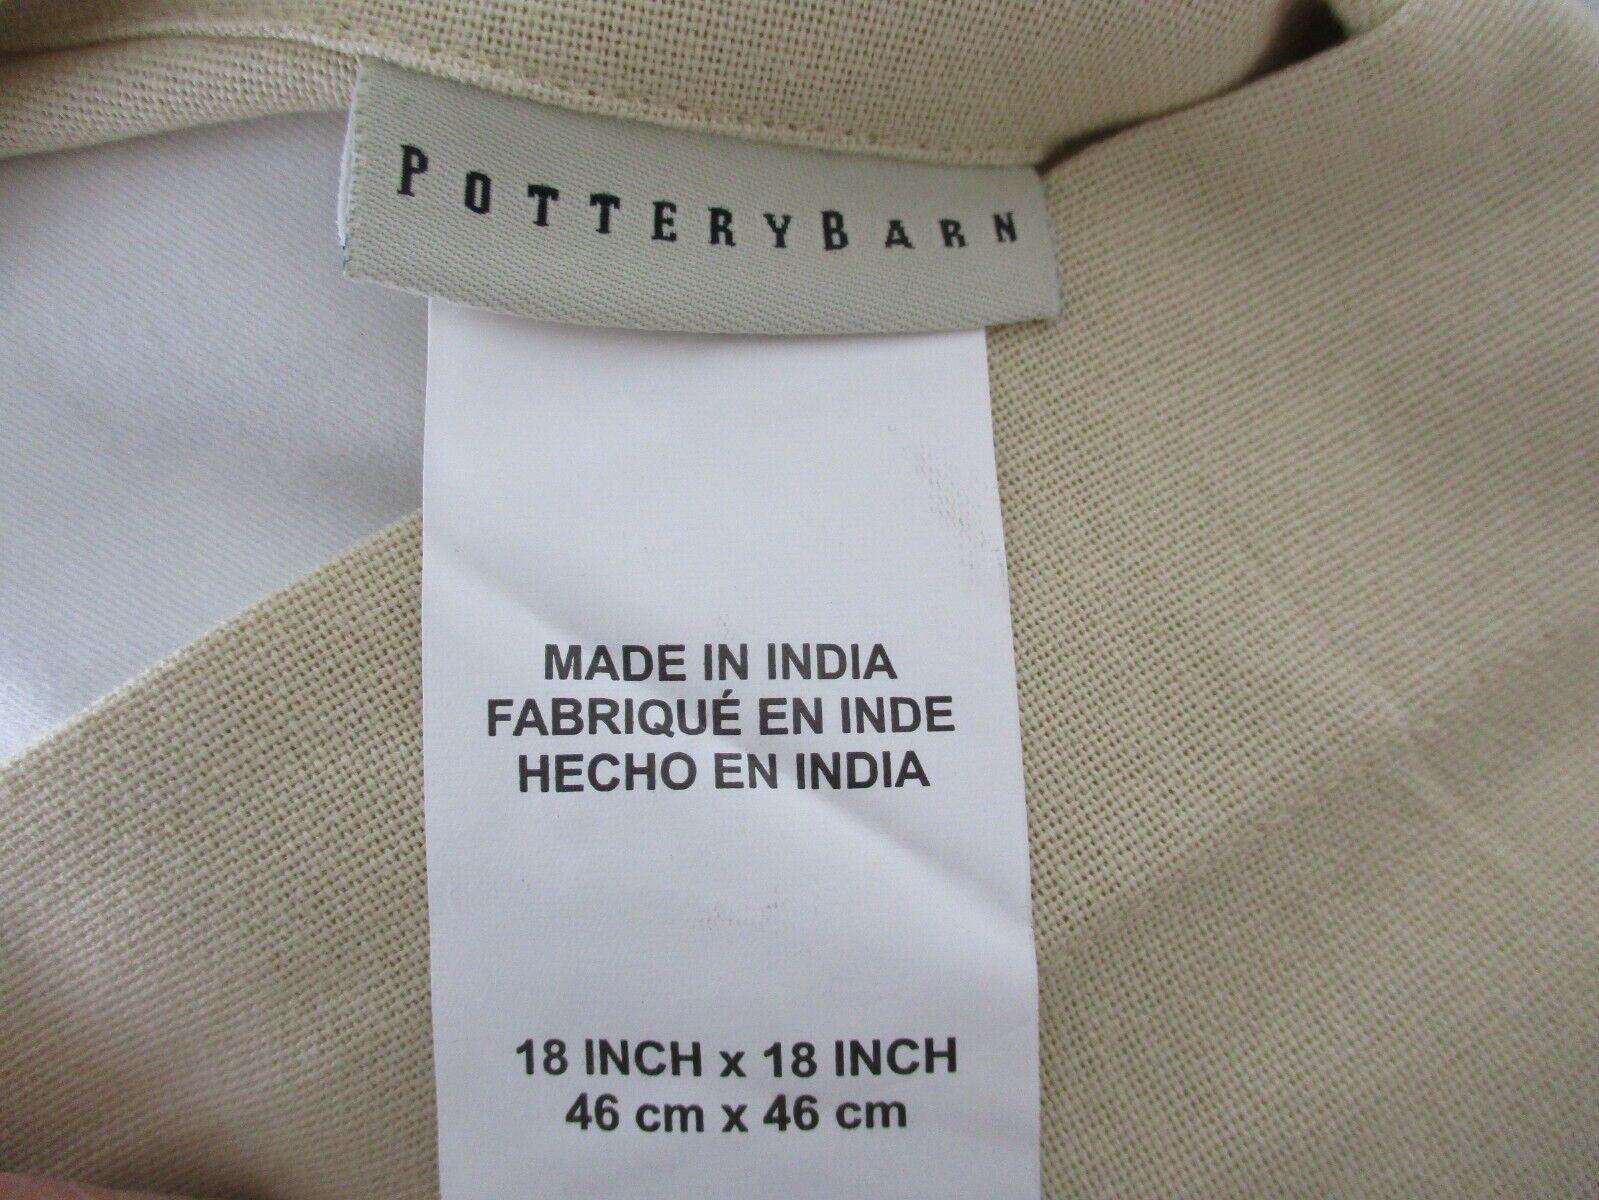 POTTERYBARN
MADE IN INDIA
FABRIQUÉ EN INDE
HECHO EN INDIA
18 INCH x 18 INCH
46 cm x 46 cm